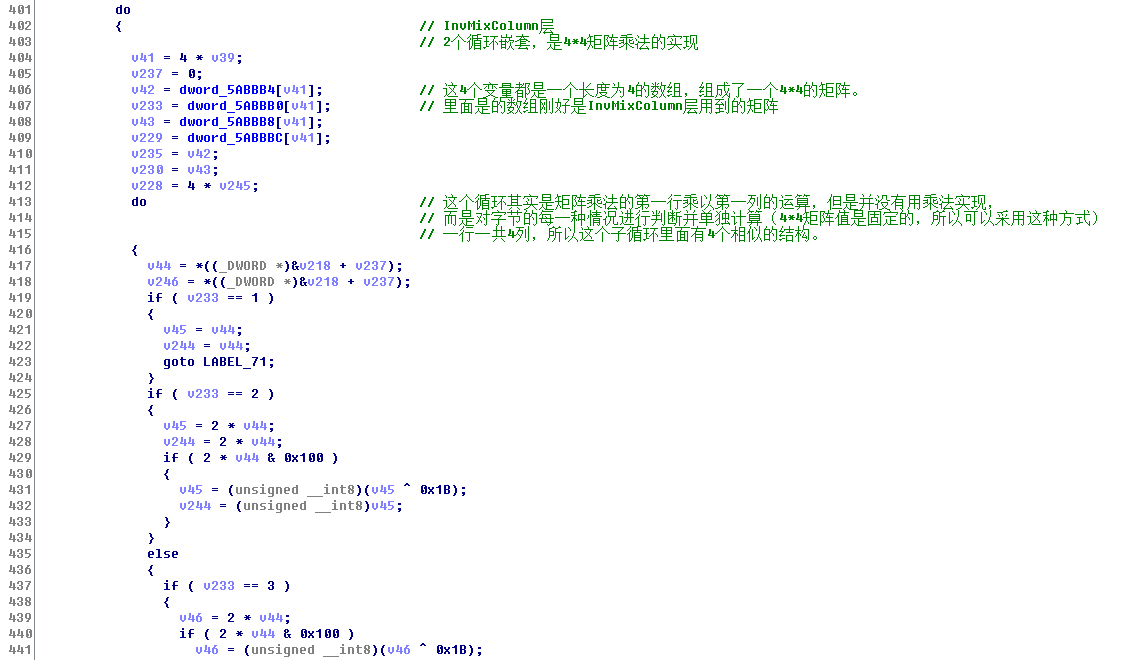 401 do
402 { // InvMixColumn层
403 // 2个循环嵌套，是4*4矩阵乘法的实现
404 v41 = 4 * v39;
405 v237 = 0;
406 v42 = dword_5ABBB4[v41]; // 这4个变量都是一个长度为4的数组，组成了一个4*4的矩阵。
407 v233 = dword_5ABBB0[v41]; // 里面是的数组刚好是InvMixColumn层用到的矩阵
408 v43 = dword_5ABBB8[v41];
409 v229 = dword_5ABBBC[v41];
410 v235 = v42;
411 v230 = v43;
412 v228 = 4 * v245;
413 do // 这个循环其实是矩阵乘法的第一行乘以第一列的运算，但是并没有用乘法实现，
414 // 而是对字节的每一种情况进行判断并单独计算（4*4矩阵值是固定的，所以可以采用这种方式）
415 // 一行一共4列，所以这个子循环里面有4个相似的结构。
416 {
417 v44 = *((_DWORD *)&v218 + v237);
418 v246 = *((_DWORD *)&v218 + v237);
419 if ( v233 == 1 )
420 {
421 v45 = v44;
422 v244 = v44;
423 goto LABEL_71;
424 }
425 if ( v233 == 2 )
426 {
427 v45 = 2 * v44;
428 v244 = 2 * v44;
429 if ( 2 * v44 & 0x100 )
430 {
431 v45 = (unsigned __int8)(v45 ^ 0x1B);
432 v244 = (unsigned __int8)v45;
433 }
434 }
435 else
436 {
437 if ( v233 == 3 )
438 {
439 v46 = 2 * v44;
440 if ( 2 * v44 & 0x100 )
441 v46 = (unsigned __int8)(v46 ^ 0x1B);